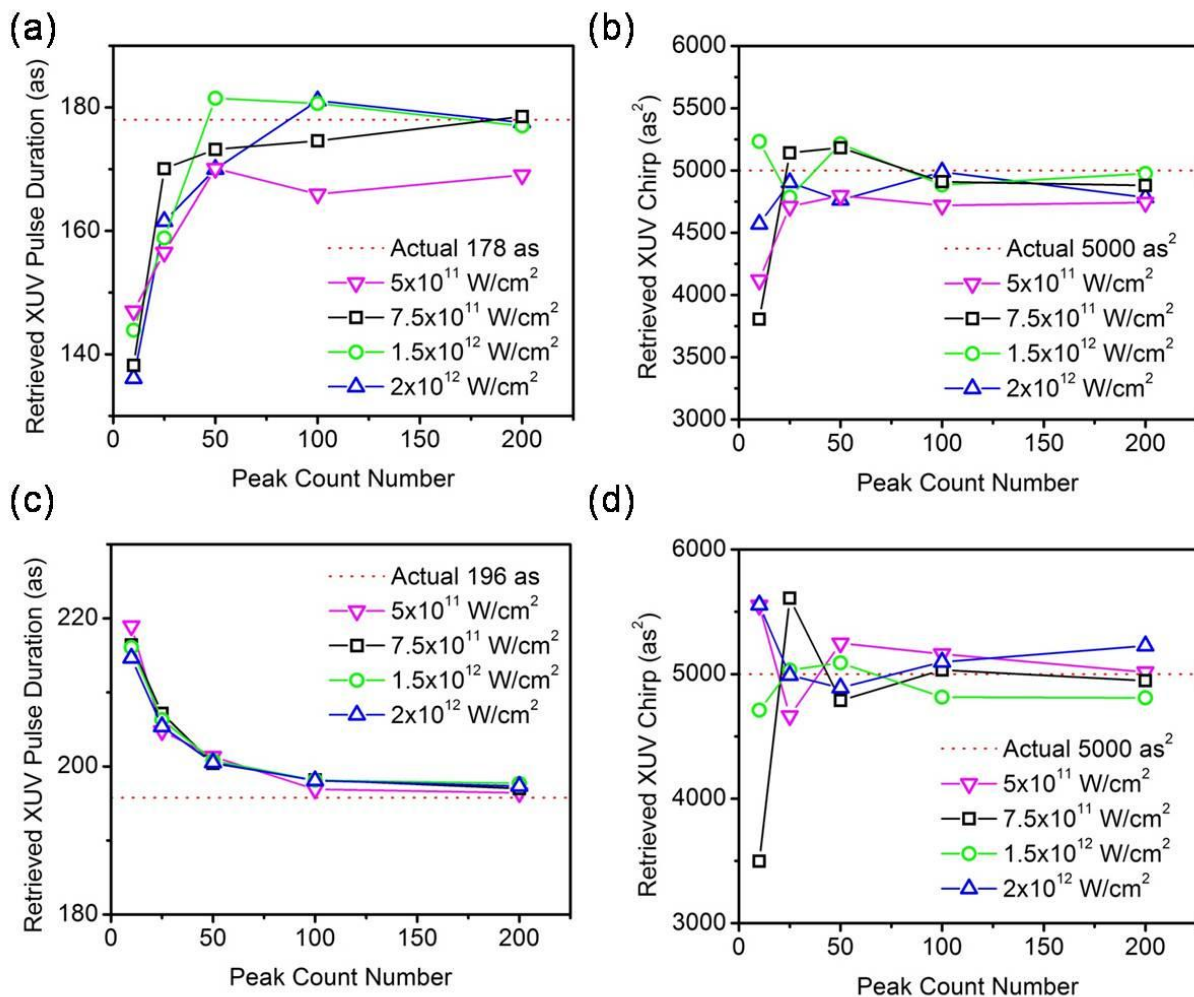 (a)
Retrieved XUV Pulse Duration (as)
180
160
140
0
50
100
150
200
Peak Count Number
Actual 178 as
5x10¹¹ W/cm²
7.5x10¹¹ W/cm²
1.5x10¹² W/cm²
2x10¹² W/cm²
(b)
Retrieved XUV Chirp (as²)
6000
5500
5000
4500
4000
3500
3000
0
50
100
150
200
Peak Count Number
Actual 5000 as²
5x10¹¹ W/cm²
7.5x10¹¹ W/cm²
1.5x10¹² W/cm²
2x10¹² W/cm²
(c)
Retrieved XUV Pulse Duration (as)
220
200
180
0
50
100
150
200
Peak Count Number
Actual 196 as
5x10¹¹ W/cm²
7.5x10¹¹ W/cm²
1.5x10¹² W/cm²
2x10¹² W/cm²
(d)
Retrieved XUV Chirp (as²)
6000
5000
4000
3000
0
50
100
150
200
Peak Count Number
Actual 5000 as²
5x10¹¹ W/cm²
7.5x10¹¹ W/cm²
1.5x10¹² W/cm²
2x10¹² W/cm²